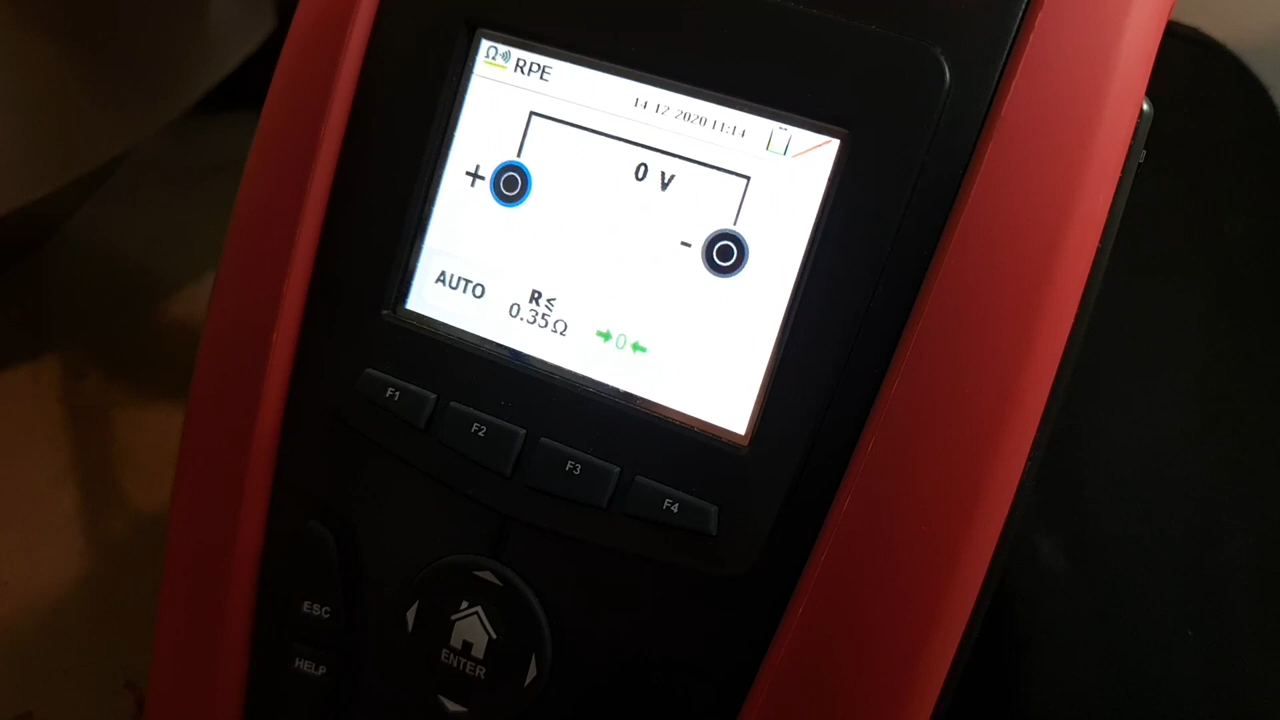 Ω RPE
14-12-2020 11:14
0 V
+
-
AUTO
R≤
0.35Ω
→0←
F1
F2
F3
F4
ESC
HELP
ENTER